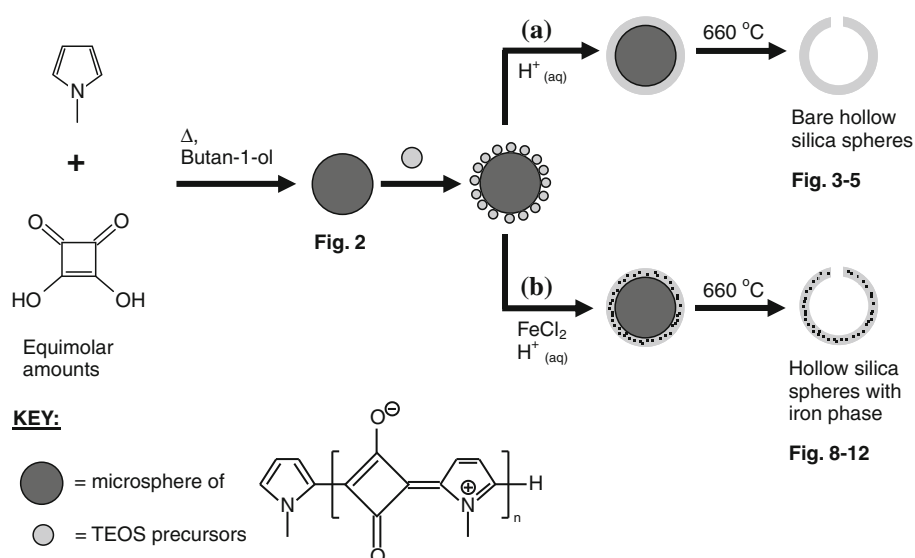 N
+
O
O
HO
OH
Equimolar
amounts
Δ,
Butan-1-ol
Fig. 2
(a)
H⁺ (aq)
660 °C
Bare hollow
silica spheres
Fig. 3-5
(b)
FeCl₂
H⁺ (aq)
660 °C
Hollow silica
spheres with
iron phase
Fig. 8-12
KEY:
= microsphere of
= TEOS precursors
N
O⊖
O
⊕
N
H
n